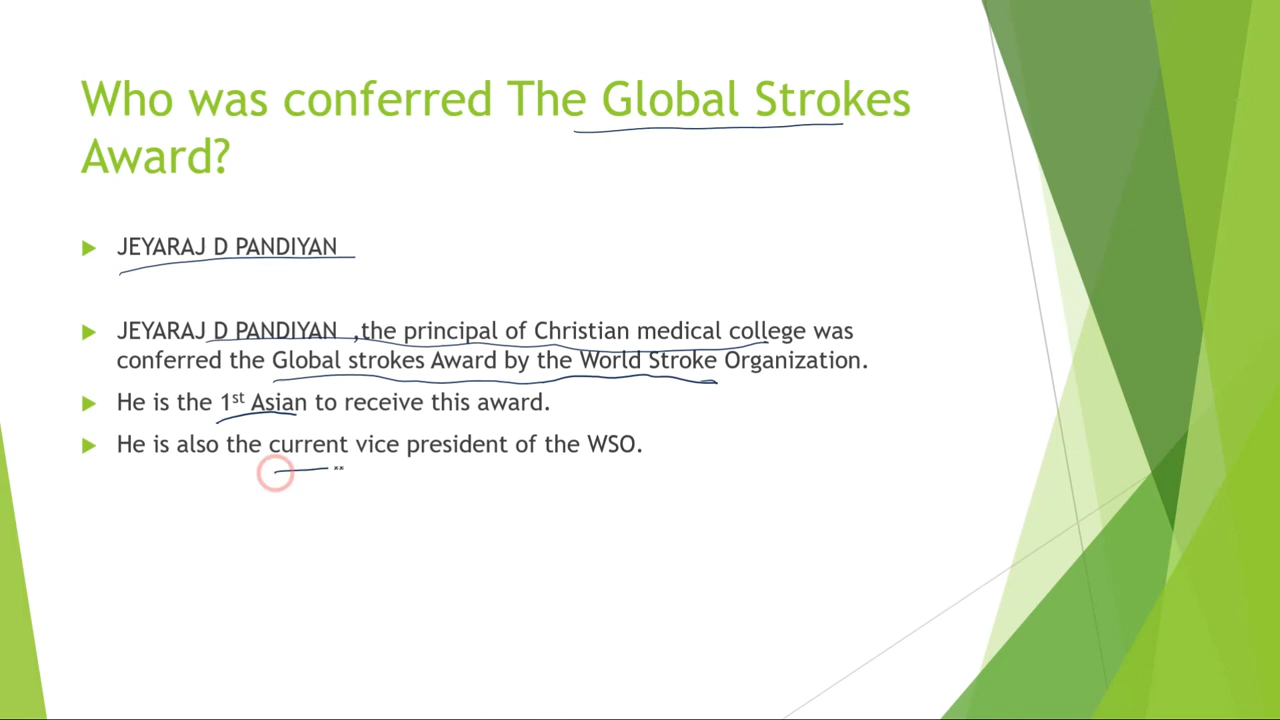 Who was conferred The Global Strokes
Award?
JEYARAJ D PANDIYAN
JEYARAJ D PANDIYAN ,the principal of Christian medical college was
conferred the Global strokes Award by the World Stroke Organization.
He is the 1st Asian to receive this award.
He is also the current vice president of the WSO.